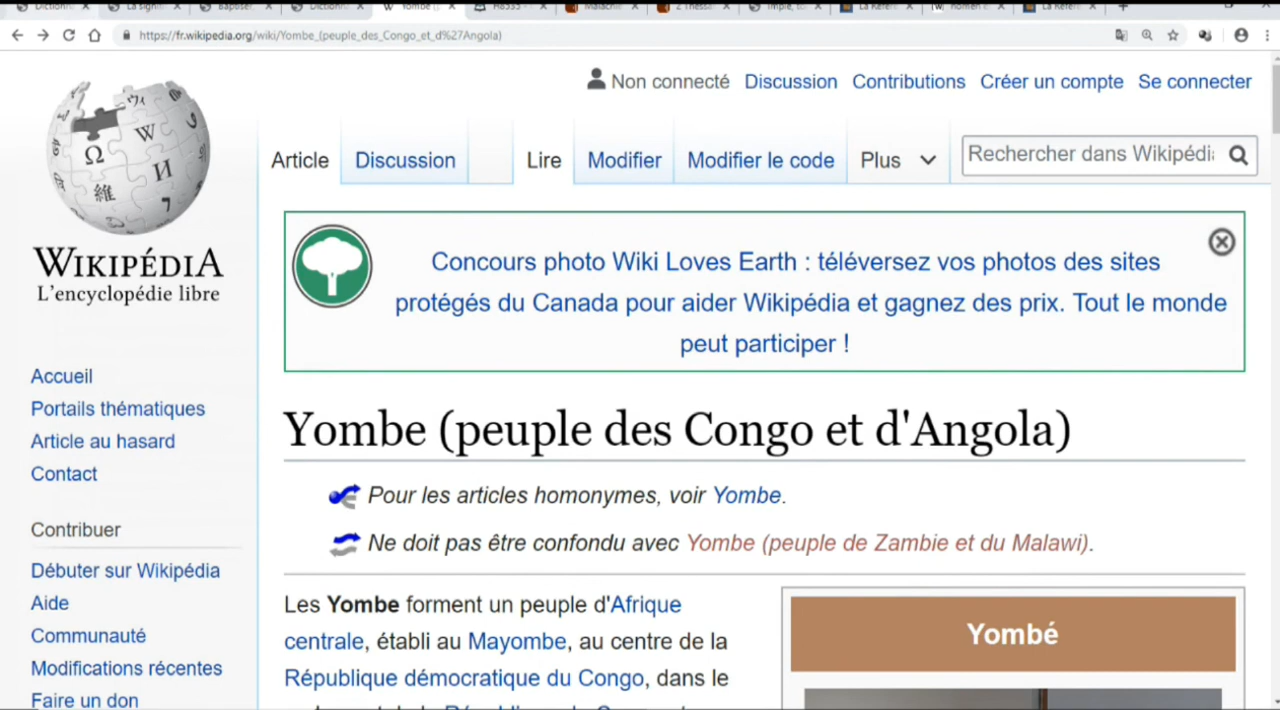 https://fr.wikipedia.org/wiki/Yombe_(peuple_des_Congo_et_d%27Angola)
Non connecté Discussion Contributions Créer un compte Se connecter
Article Discussion Lire Modifier Modifier le code Plus Rechercher dans Wikipédi
WIKIPÉDIA
L'encyclopédie libre
Concours photo Wiki Loves Earth : téléversez vos photos des sites
protégés du Canada pour aider Wikipédia et gagnez des prix. Tout le monde
peut participer !
Accueil
Portails thématiques
Article au hasard
Contact
Contribuer
Débuter sur Wikipédia
Aide
Communauté
Modifications récentes
Faire un don
Yombe (peuple des Congo et d'Angola)
Pour les articles homonymes, voir Yombe.
Ne doit pas être confondu avec Yombe (peuple de Zambie et du Malawi).
Les Yombe forment un peuple d'Afrique
centrale, établi au Mayombe, au centre de la
République démocratique du Congo, dans le
Yombé